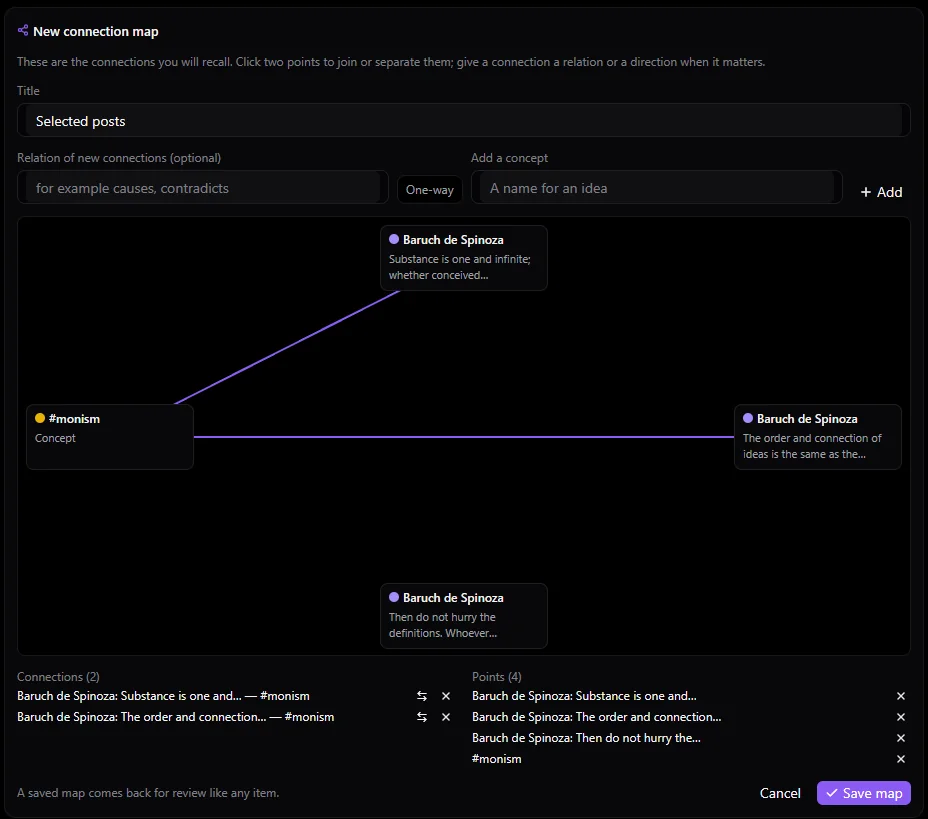 New connection map
These are the connections you will recall. Click two points to join or separate them; give a connection a relation or a direction when it matters.
Title
Selected posts
Relation of new connections (optional)
Add a concept
for example causes, contradicts
One-way
A name for an idea
+ Add
Baruch de Spinoza
Substance is one and infinite;
whether conceived...
#monism
Concept
Baruch de Spinoza
The order and connection of
ideas is the same as the...
Baruch de Spinoza
Then do not hurry the
definitions. Whoever...
Connections (2)
Baruch de Spinoza: Substance is one and... — #monism
Baruch de Spinoza: The order and connection... — #monism
Points (4)
Baruch de Spinoza: Substance is one and...
Baruch de Spinoza: The order and connection...
Baruch de Spinoza: Then do not hurry the...
#monism
A saved map comes back for review like any item.
Cancel
Save map